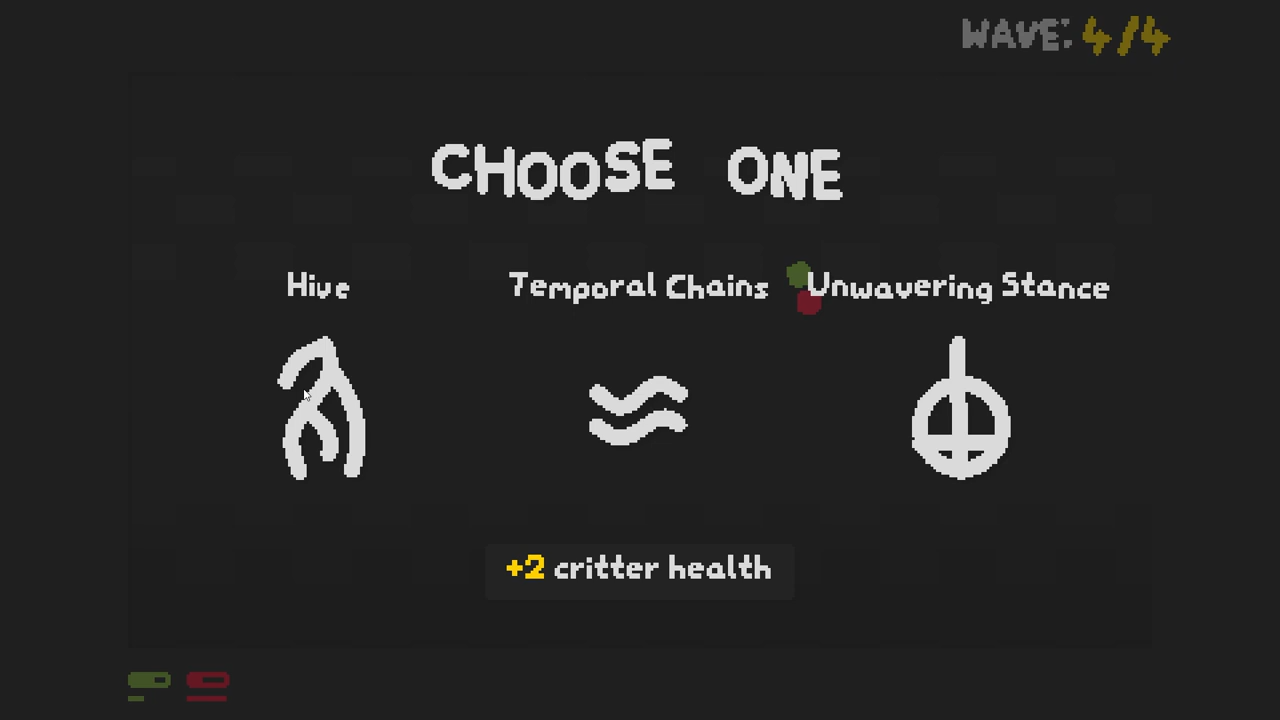 WAVE: 4/4
CHOOSE ONE
Hive
Temporal Chains
Unwavering Stance
+2 critter health